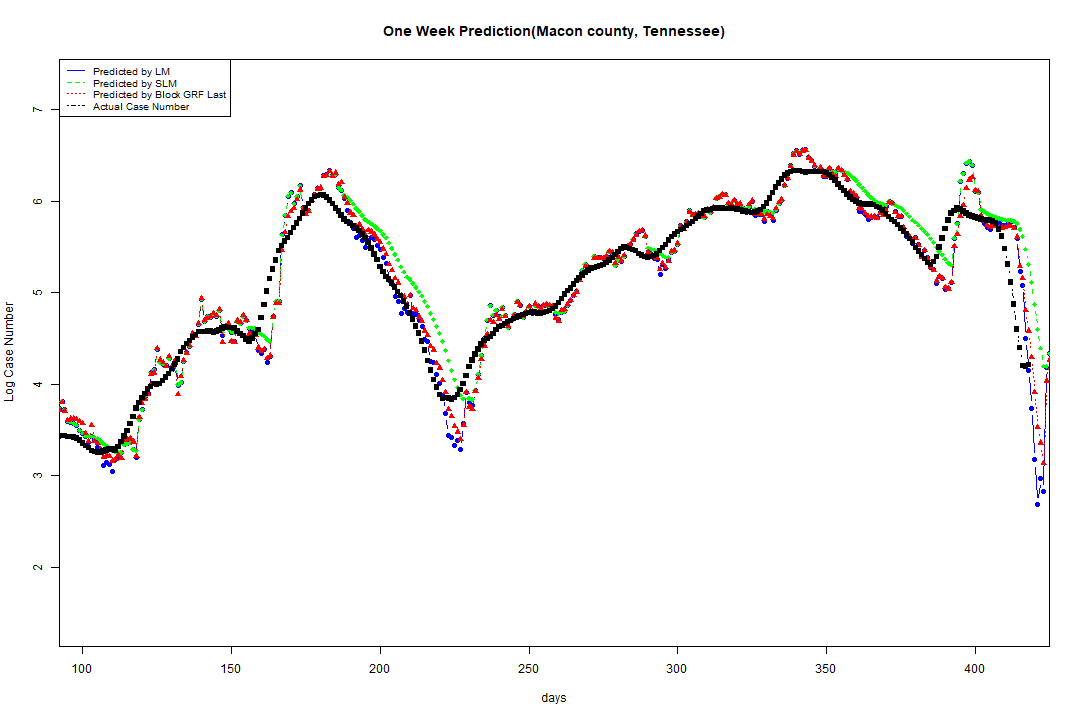 One Week Prediction(Macon county, Tennessee)
Predicted by LM
Predicted by SLM
Predicted by Block GRF Last
Actual Case Number
7
6
5
4
3
2
Log Case Number
100 150 200 250 300 350 400
days